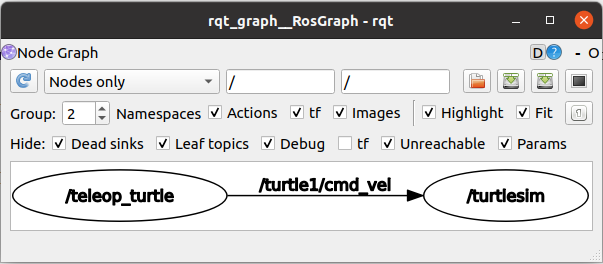 rqt_graph__RosGraph - rqt
Node Graph D ? - O
Nodes only / /
Group: 2 Namespaces Actions tf Images Highlight Fit
Hide: Dead sinks Leaf topics Debug tf Unreachable Params
/teleop_turtle /turtle1/cmd_vel /turtlesim